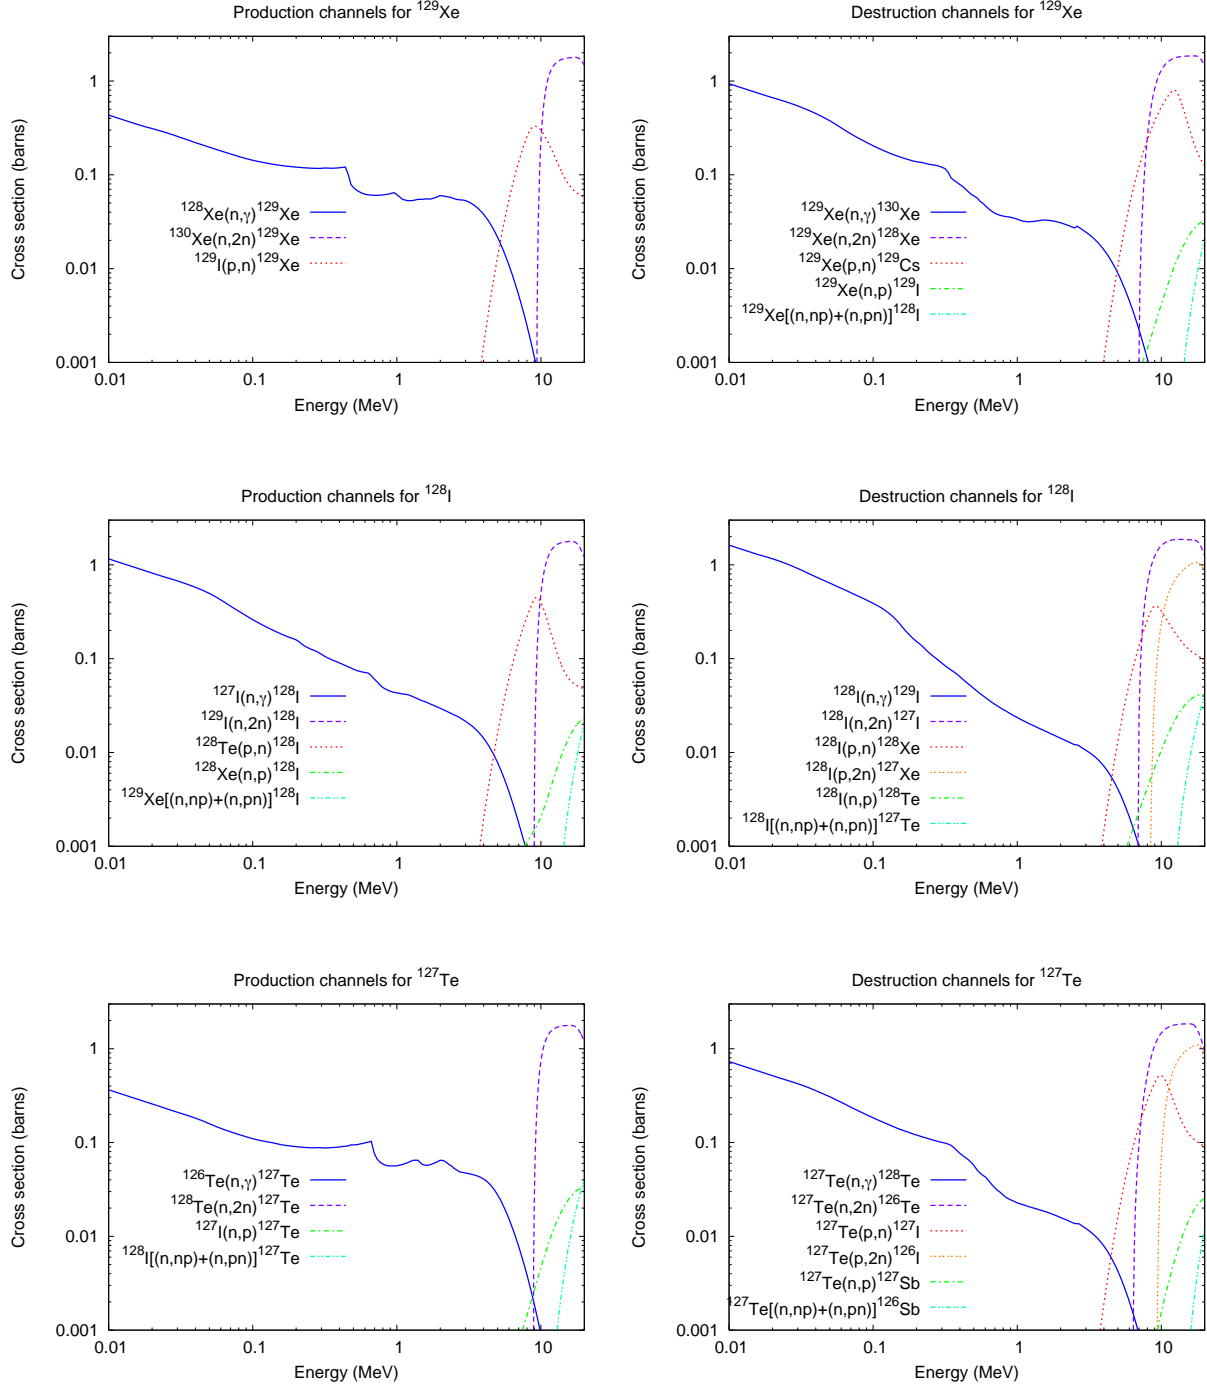 Production channels for ¹²⁹Xe
Cross section (barns)
1
0.1
0.01
0.001
¹²⁸Xe(n,γ)¹²⁹Xe
¹³⁰Xe(n,2n)¹²⁹Xe
¹²⁹I(p,n)¹²⁹Xe
0.01 0.1 1 10
Energy (MeV)
Destruction channels for ¹²⁹Xe
Cross section (barns)
1
0.1
0.01
0.001
¹²⁹Xe(n,γ)¹³⁰Xe
¹²⁹Xe(n,2n)¹²⁸Xe
¹²⁹Xe(p,n)¹²⁹Cs
¹²⁹Xe(n,p)¹²⁹I
¹²⁹Xe[(n,np)+(n,pn)]¹²⁸I
0.01 0.1 1 10
Energy (MeV)
Production channels for ¹²⁸I
Cross section (barns)
1
0.1
0.01
0.001
¹²⁷I(n,γ)¹²⁸I
¹²⁹I(n,2n)¹²⁸I
¹²⁸Te(p,n)¹²⁸I
¹²⁸Xe(n,p)¹²⁸I
¹²⁹Xe[(n,np)+(n,pn)]¹²⁸I
0.01 0.1 1 10
Energy (MeV)
Destruction channels for ¹²⁸I
Cross section (barns)
1
0.1
0.01
0.001
¹²⁸I(n,γ)¹²⁹I
¹²⁸I(n,2n)¹²⁷I
¹²⁸I(p,n)¹²⁸Xe
¹²⁸I(p,2n)¹²⁷Xe
¹²⁸I(n,p)¹²⁸Te
¹²⁸I[(n,np)+(n,pn)]¹²⁷Te
0.01 0.1 1 10
Energy (MeV)
Production channels for ¹²⁷Te
Cross section (barns)
1
0.1
0.01
0.001
¹²⁶Te(n,γ)¹²⁷Te
¹²⁸Te(n,2n)¹²⁷Te
¹²⁷I(n,p)¹²⁷Te
¹²⁸I[(n,np)+(n,pn)]¹²⁷Te
0.01 0.1 1 10
Energy (MeV)
Destruction channels for ¹²⁷Te
Cross section (barns)
1
0.1
0.01
0.001
¹²⁷Te(n,γ)¹²⁸Te
¹²⁷Te(n,2n)¹²⁶Te
¹²⁷Te(p,n)¹²⁷I
¹²⁷Te(p,2n)¹²⁶I
¹²⁷Te(n,p)¹²⁷Sb
¹²⁷Te[(n,np)+(n,pn)]¹²⁶Sb
0.01 0.1 1 10
Energy (MeV)